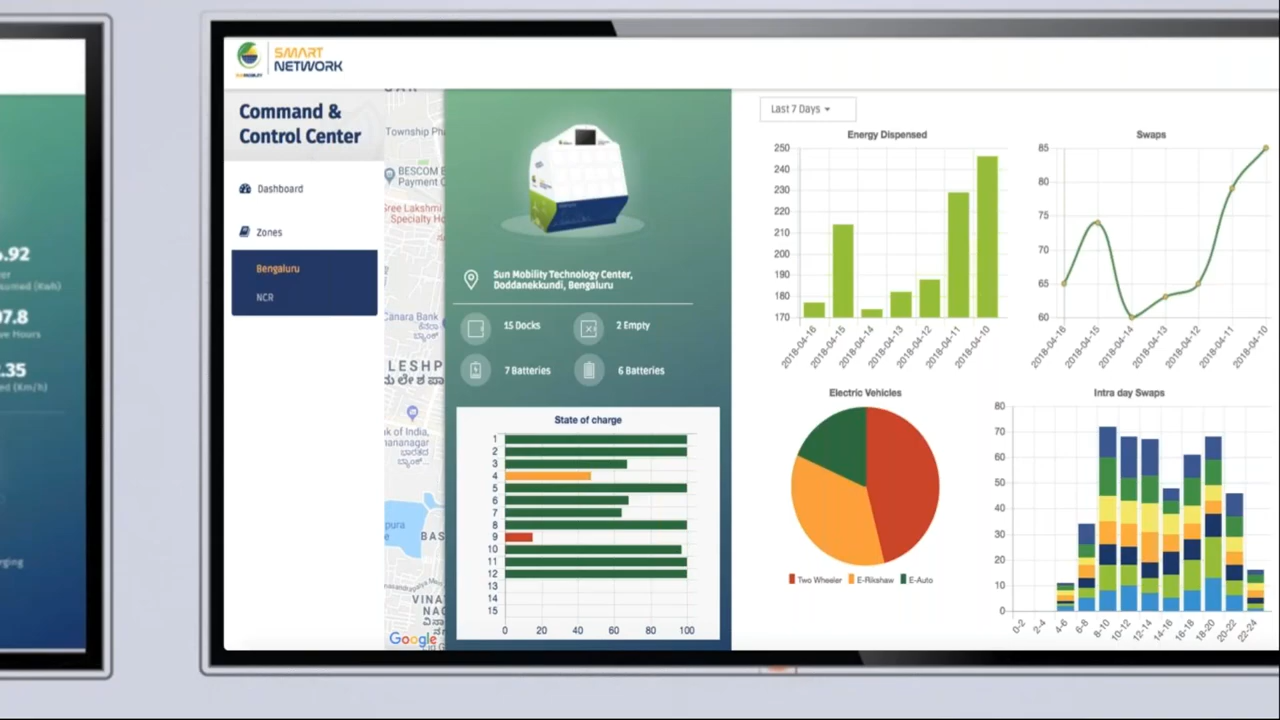 .92
7.8
.35
SUN MOBILITY
SMART
NETWORK
Command &
Control Center
Dashboard
Zones
Bengaluru
NCR
Township
BESCOM
Payment
Sree Lakshmi
Specialty
Canara Bank
ಕೆನರಾ
ಬ್ಯಾಂಕ್
LESHP
of India,
ಭಾರತದ
ಬ್ಯಾಂಕ್...
pura
BAS
VINA
NAG
Google
Sun Mobility Technology Center,
Doddanekkundi, Bengaluru
15 Docks
2 Empty
7 Batteries
6 Batteries
State of charge
1
2
3
4
5
6
7
8
9
10
11
12
13
14
15
0 20 40 60 80 100
Last 7 Days
Energy Dispensed
250
240
230
220
210
200
190
180
170
2018-04-16 2018-04-15 2018-04-14 2018-04-13 2018-04-12 2018-04-11 2018-04-10
Swaps
85
80
75
70
65
60
2018-04-16 2018-04-15 2018-04-14 2018-04-13 2018-04-12 2018-04-11 2018-04-10
Electric Vehicles
Two Wheeler E-Rikshaw E-Auto
Intra day Swaps
80
70
60
50
40
30
20
10
0
0-2 2-4 4-6 6-8 8-10 10-12 12-14 14-16 16-18 18-20 20-22 22-24